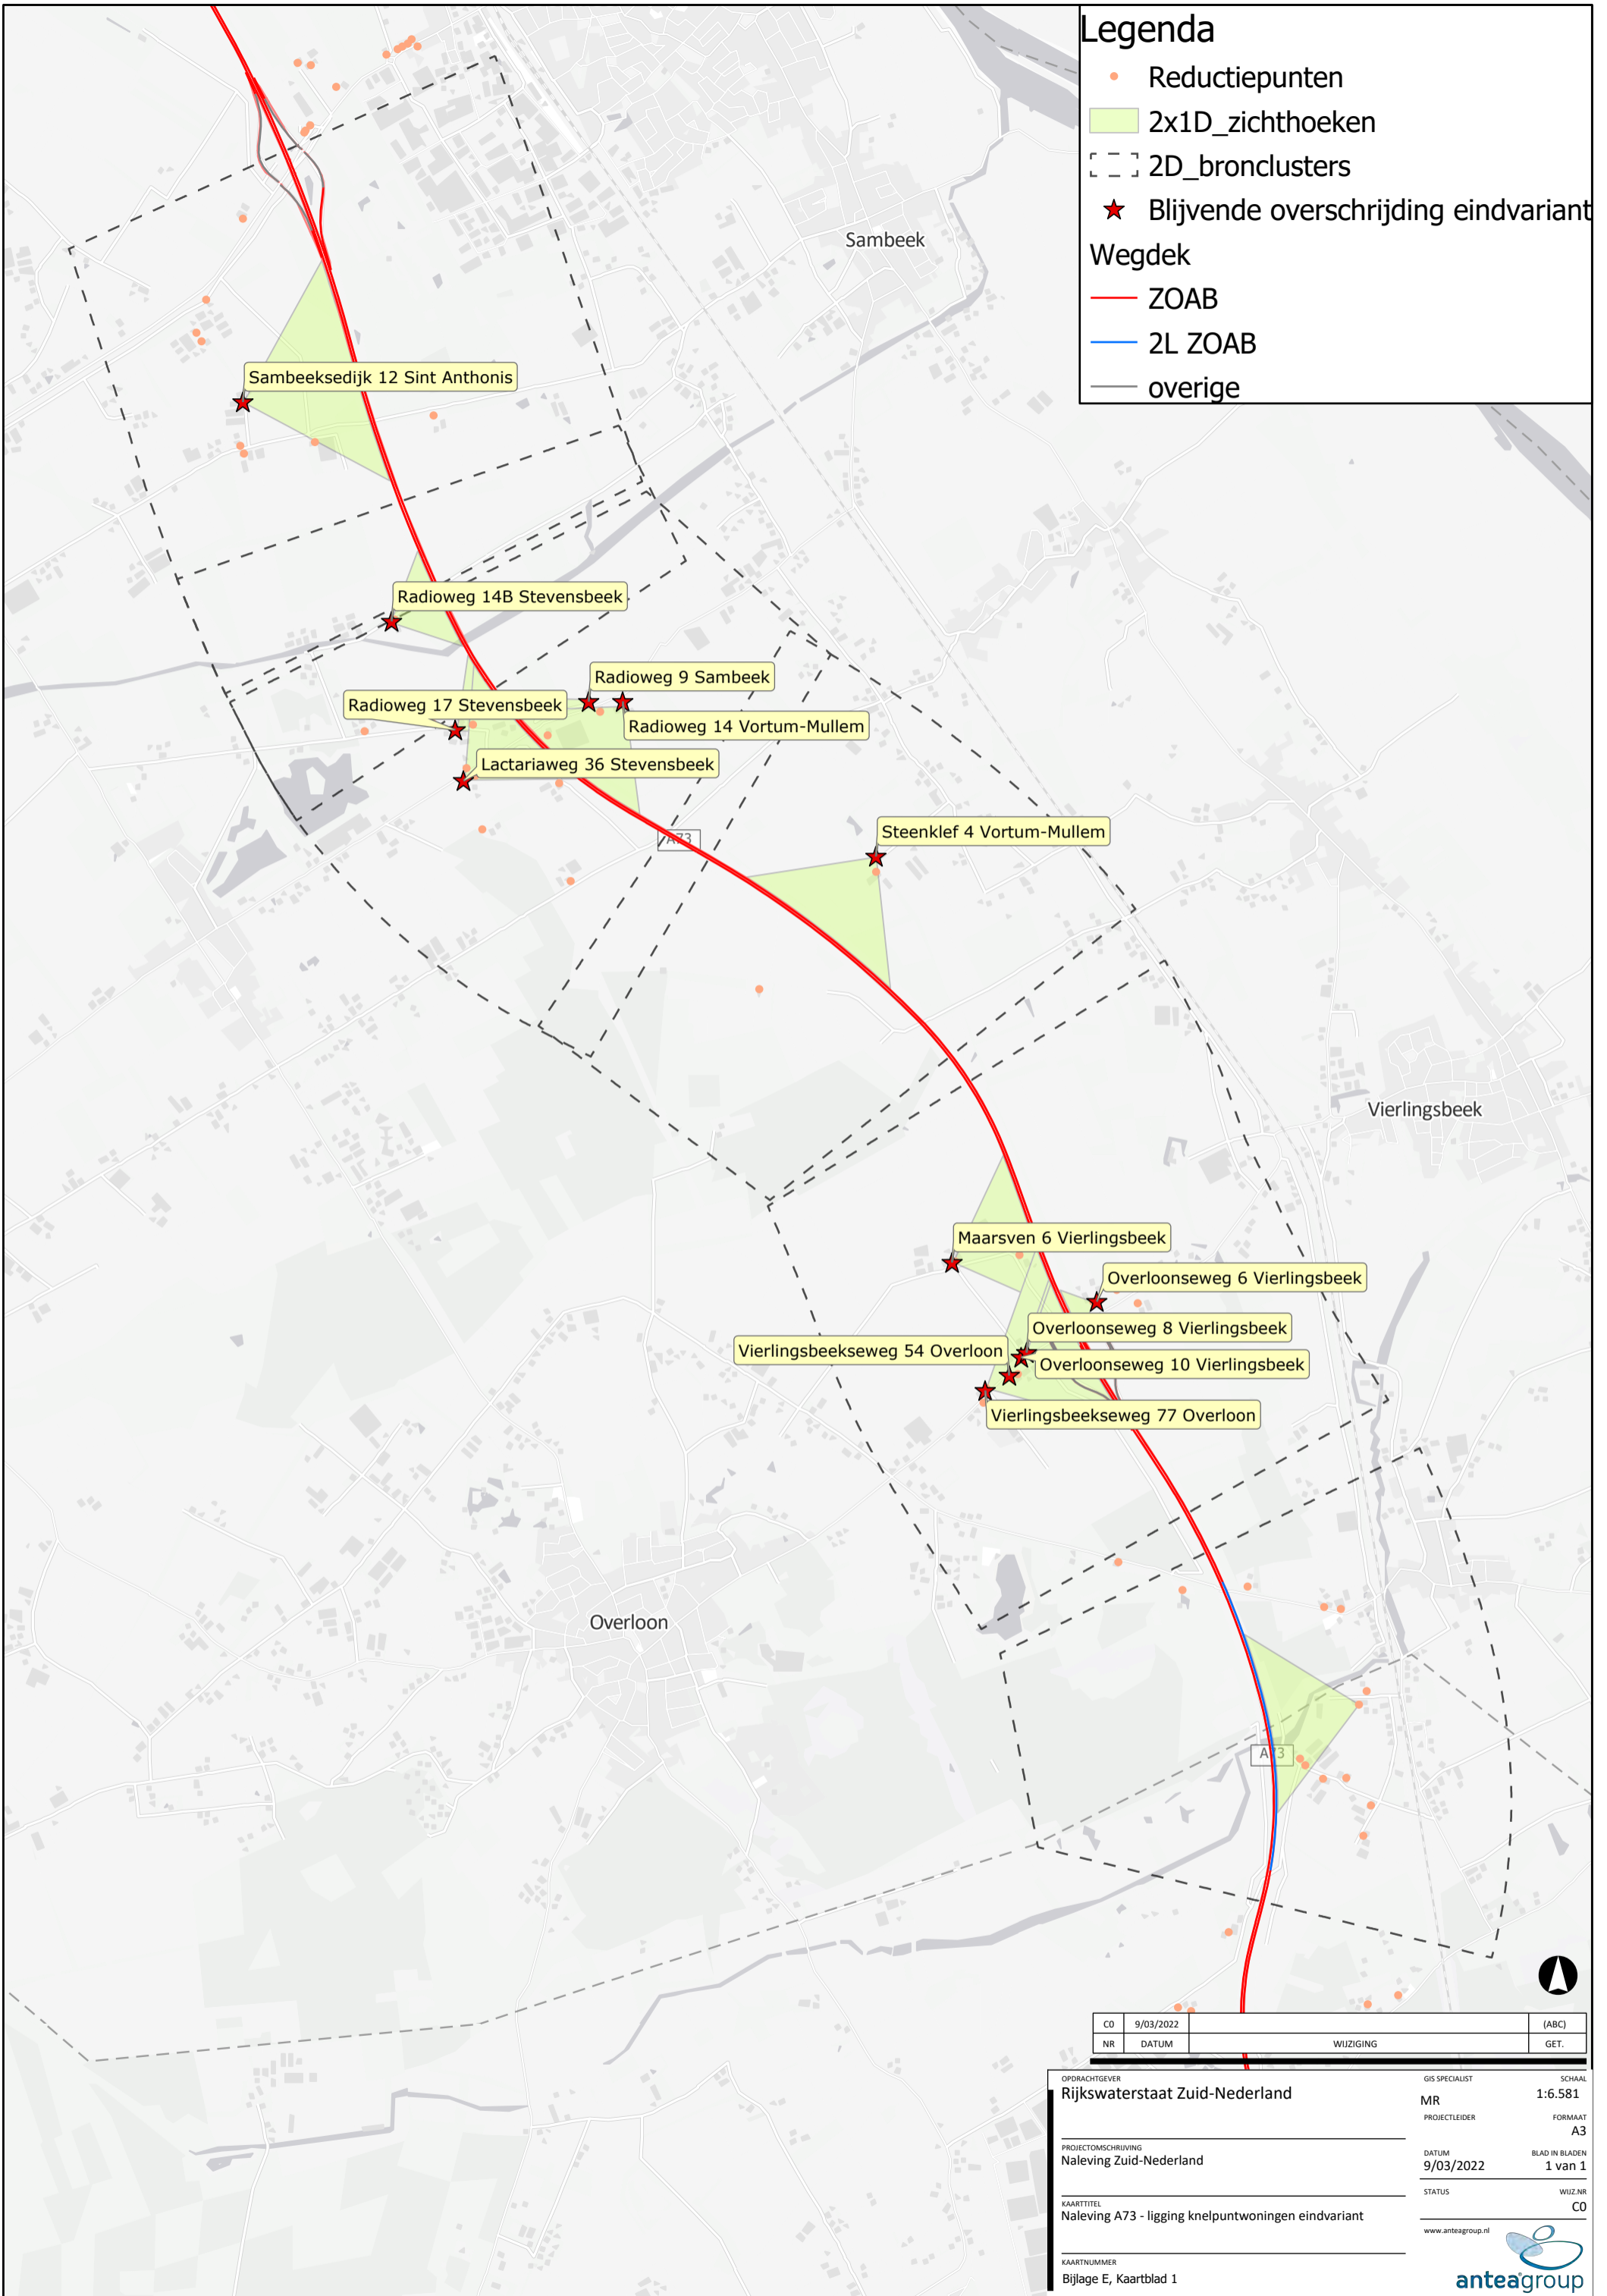 Legenda
Reductiepunten
2x1D_zichthoeken
2D_bronclusters
Blijvende overschrijding eindvariant
Wegdek
ZOAB
2L ZOAB
overige
Sambeek
Sambeeksedijk 12 Sint Anthonis
Radioweg 14B Stevensbeek
Radioweg 9 Sambeek
Radioweg 17 Stevensbeek
Radioweg 14 Vortum-Mullem
Lactariaweg 36 Stevensbeek
A73
Steenklef 4 Vortum-Mullem
Vierlingsbeek
Maarsven 6 Vierlingsbeek
Overloonseweg 6 Vierlingsbeek
Overloonseweg 8 Vierlingsbeek
Vierlingsbeekseweg 54 Overloon
Overloonseweg 10 Vierlingsbeek
Vierlingsbeekseweg 77 Overloon
Overloon
A73
C0 9/03/2022 (ABC)
NR DATUM WIJZIGING GET.
OPDRACHTGEVER
Rijkswaterstaat Zuid-Nederland
GIS SPECIALIST
MR
SCHAAL
1:6.581
PROJECTLEIDER
FORMAAT
A3
PROJECTOMSCHRIJVING
Naleving Zuid-Nederland
DATUM
9/03/2022
BLAD IN BLADEN
1 van 1
STATUS
WIJZ.NR
C0
KAARTTITEL
Naleving A73 - ligging knelpuntwoningen eindvariant
www.anteagroup.nl
KAARTNUMMER
Bijlage E, Kaartblad 1
anteagroup